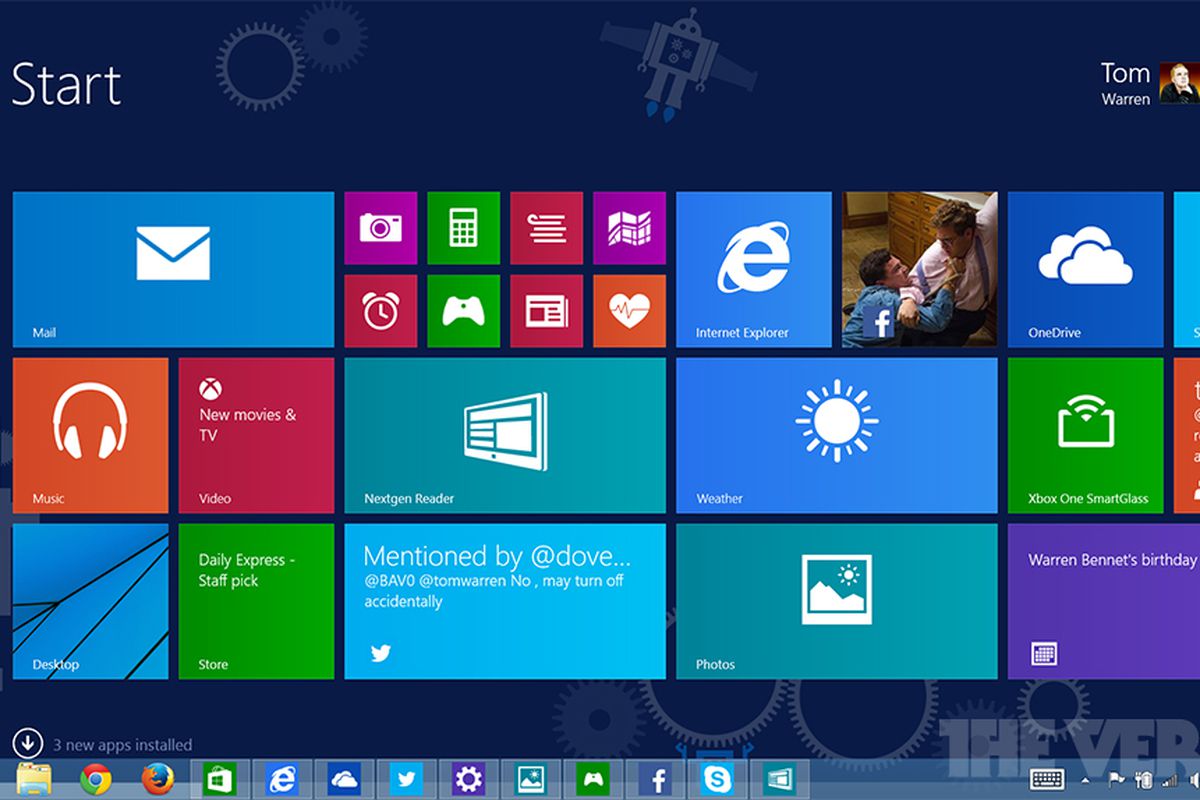 Start
Tom
Warren
Mail
Internet Explorer
OneDrive
S
New movies &
TV
Music
Video
Nextgen Reader
Weather
Xbox One SmartGlass
t
@
re
a
Daily Express -
Staff pick
Mentioned by @dove...
@BAV0 @tomwarren No , may turn off
accidentally
Warren Bennet's birthday
Desktop
Store
Photos
3 new apps installed
THE VER